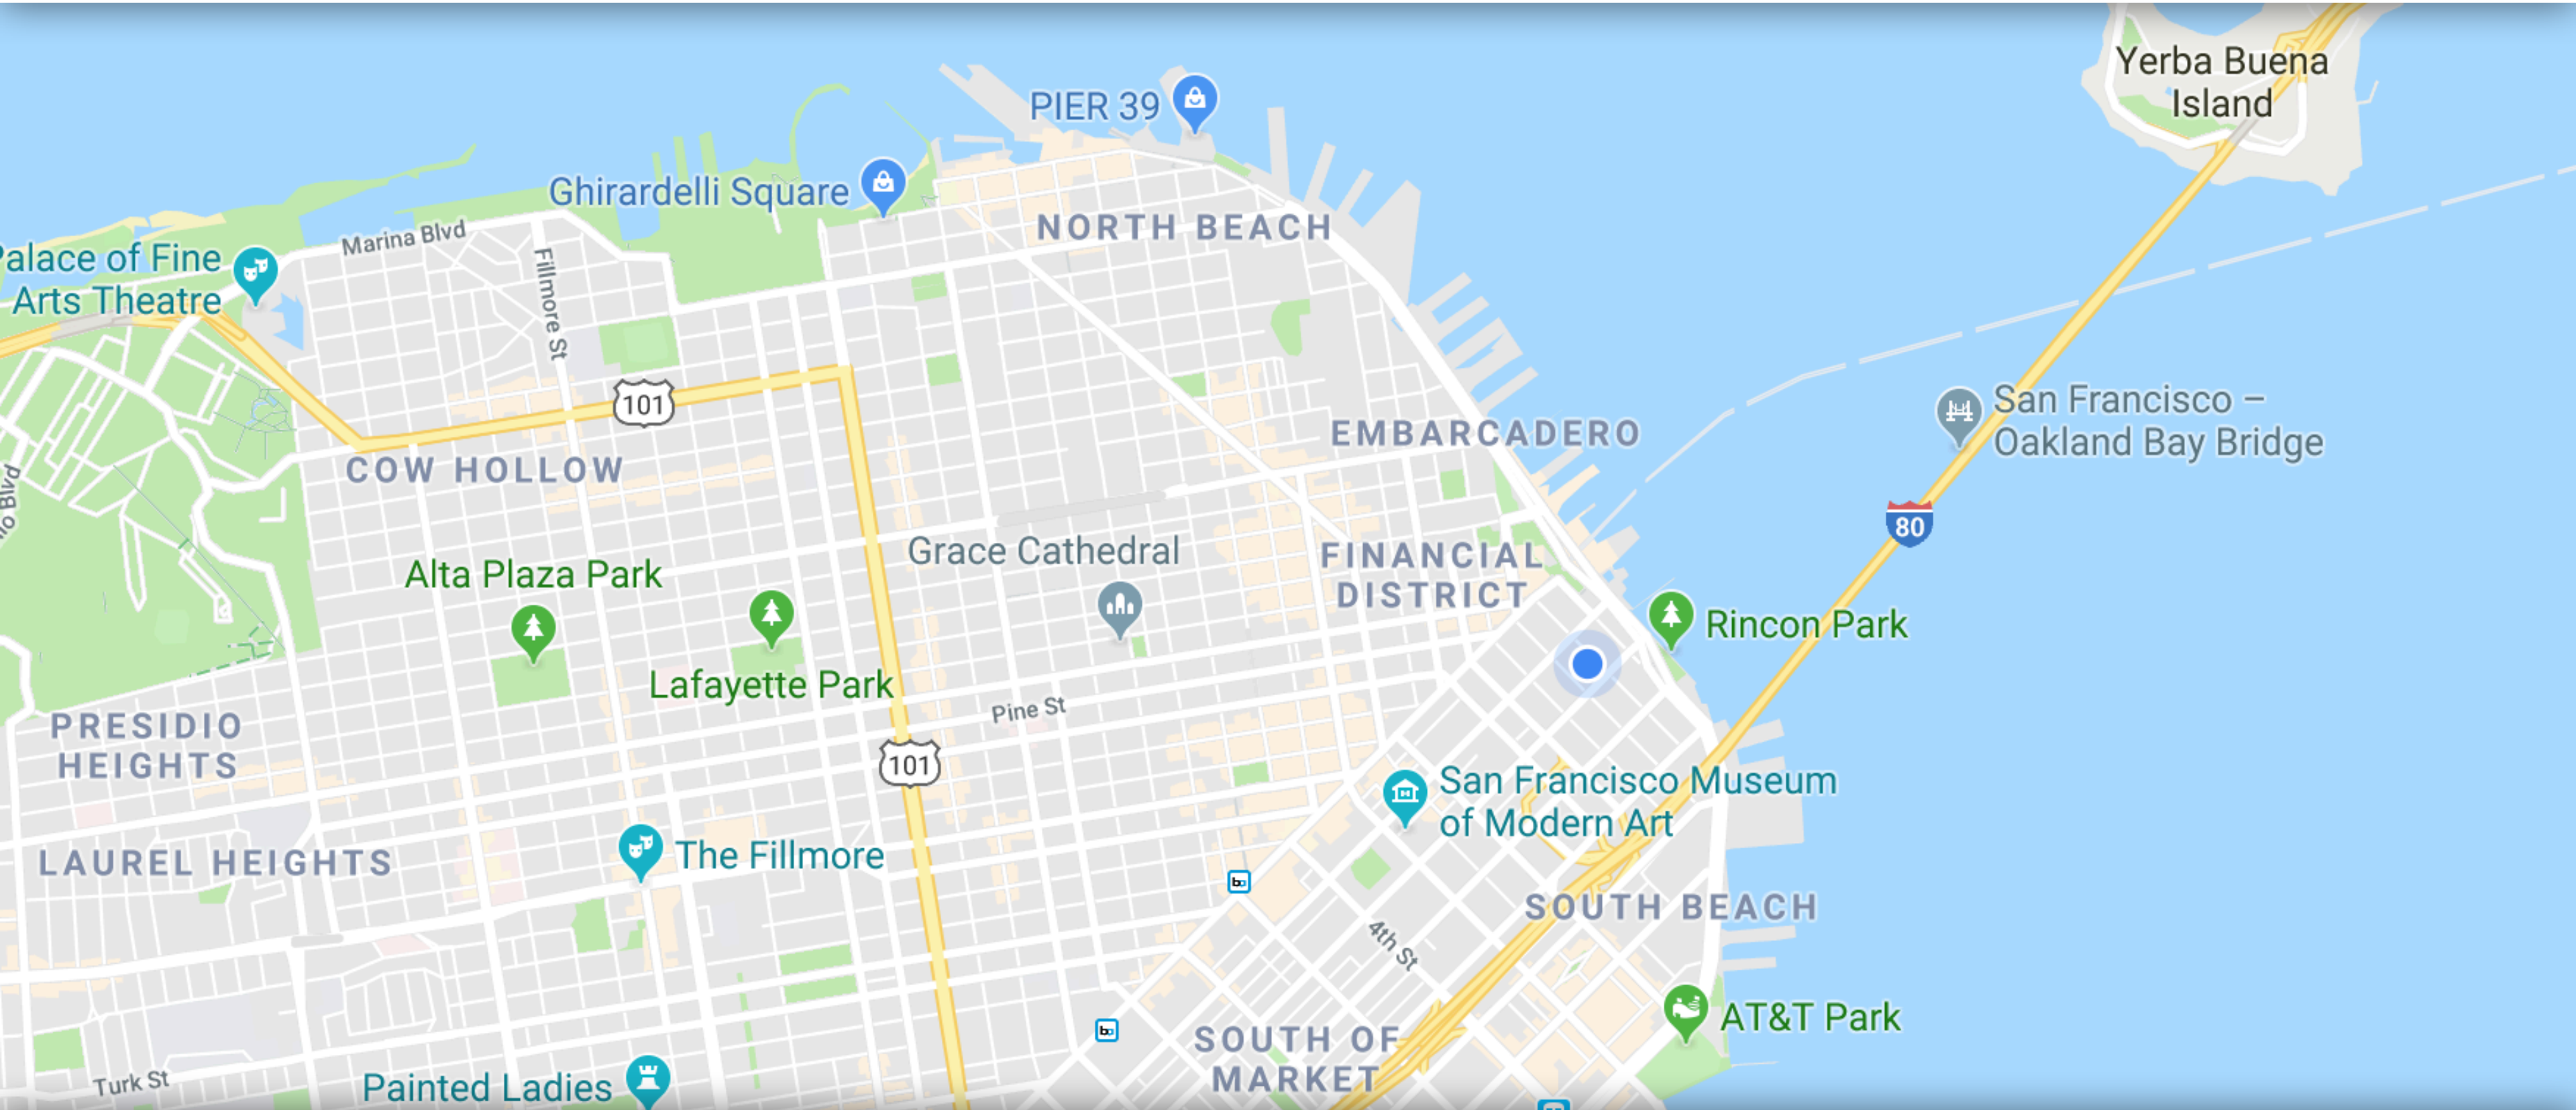 Yerba Buena
Island
PIER 39
Ghirardelli Square
NORTH BEACH
Marina Blvd
Palace of Fine
Arts Theatre
Fillmore St
101
San Francisco –
Oakland Bay Bridge
EMBARCADERO
COW HOLLOW
80
Grace Cathedral
FINANCIAL
DISTRICT
Alta Plaza Park
Rincon Park
Lafayette Park
Pine St
PRESIDIO
HEIGHTS
101
San Francisco Museum
of Modern Art
LAUREL HEIGHTS
The Fillmore
SOUTH BEACH
4th St
AT&T Park
SOUTH OF
MARKET
Turk St
Painted Ladies